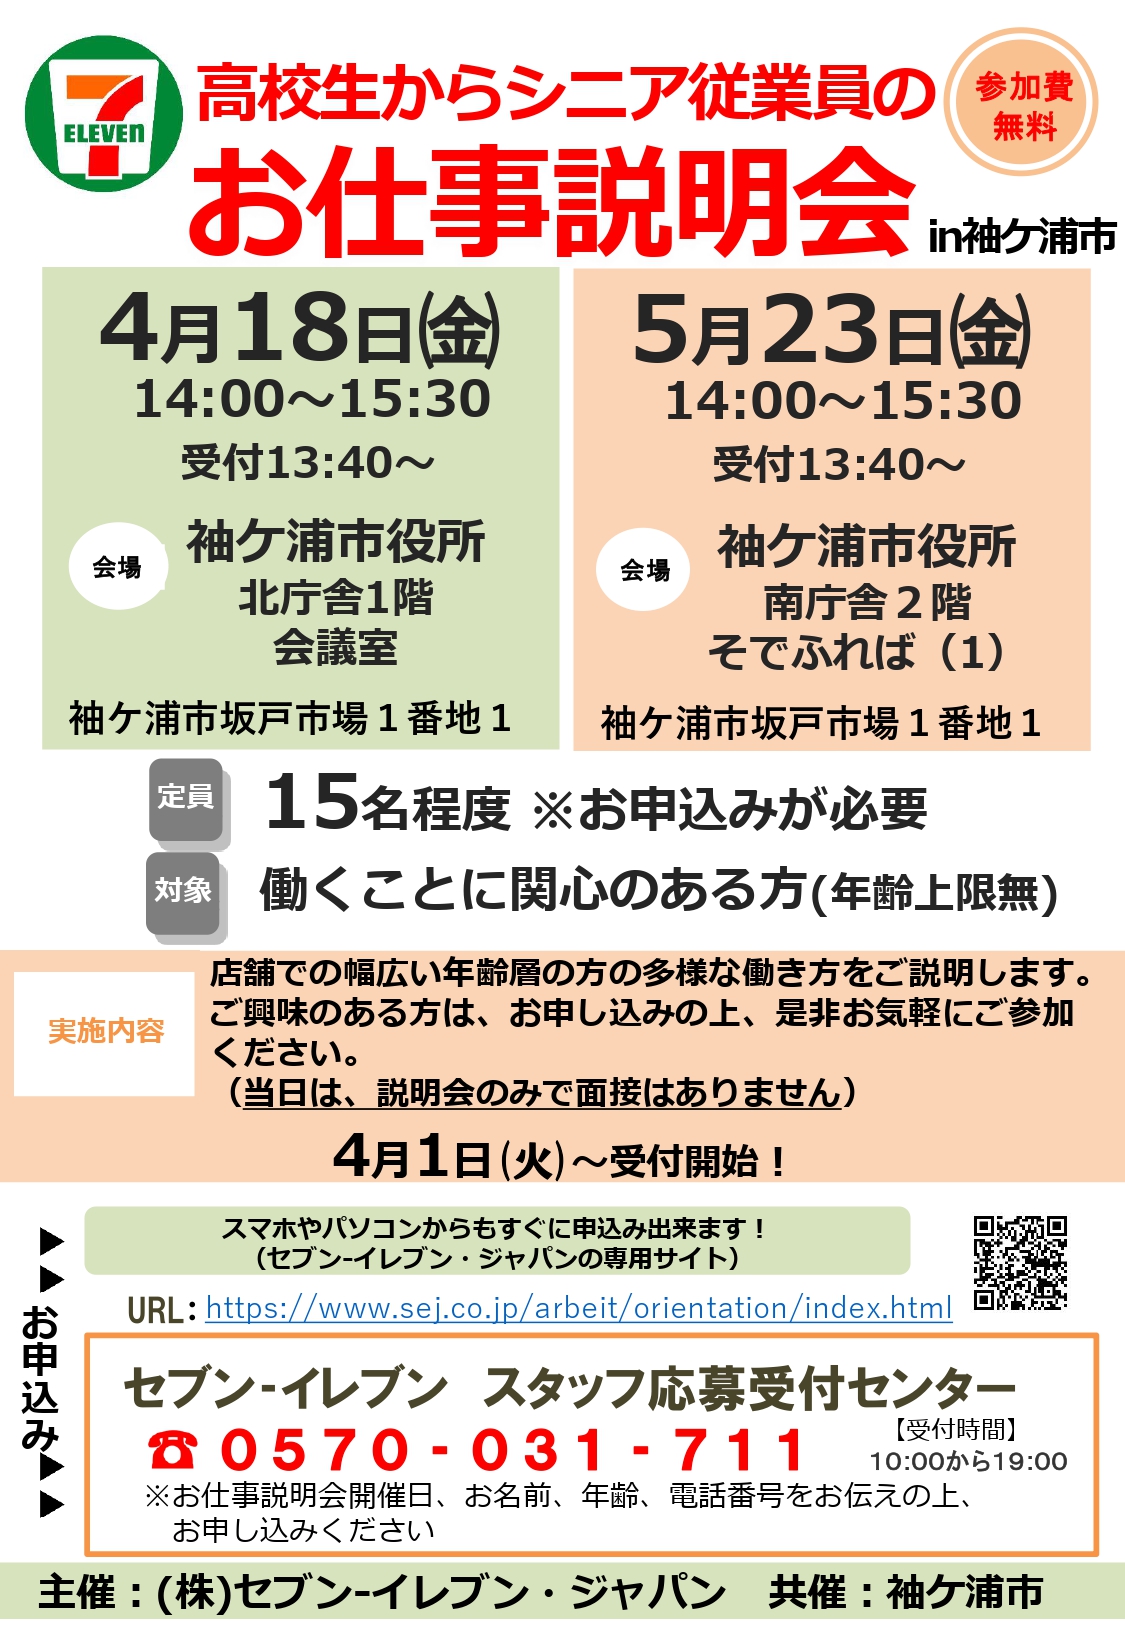 7
ELEVEN
高校生からシニア従業員の
お仕事説明会
in袖ケ浦市
参加費
無料
4月18日(金)
14:00～15:30
受付13:40～
会場
袖ケ浦市役所
北庁舎1階
会議室
袖ケ浦市坂戸市場１番地１
5月23日(金)
14:00～15:30
受付13:40～
会場
袖ケ浦市役所
南庁舎２階
そでふれば（1）
袖ケ浦市坂戸市場１番地１
定員
15名程度 ※お申込みが必要
対象
働くことに関心のある方(年齢上限無)
実施内容
店舗での幅広い年齢層の方の多様な働き方をご説明します。
ご興味のある方は、お申し込みの上、是非お気軽にご参加
ください。
（当日は、説明会のみで面接はありません）
4月1日(火)～受付開始！
お申込み
スマホやパソコンからもすぐに申込み出来ます！
（セブン-イレブン・ジャパンの専用サイト）
URL：https://www.sej.co.jp/arbeit/orientation/index.html
セブン-イレブン　スタッフ応募受付センター
☎０５７０-０３１-７１１
【受付時間】
10:00から19:00
※お仕事説明会開催日、お名前、年齢、電話番号をお伝えの上、
お申し込みください
主催：(株)セブン-イレブン・ジャパン　共催：袖ケ浦市